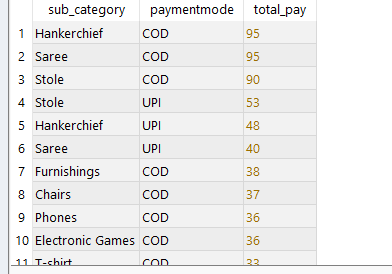 sub_category paymentmode total_pay
1 Hankerchief COD 95
2 Saree COD 95
3 Stole COD 90
4 Stole UPI 53
5 Hankerchief UPI 48
6 Saree UPI 40
7 Furnishings COD 38
8 Chairs COD 37
9 Phones COD 36
10 Electronic Games COD 36
11 T-shirt COD 33